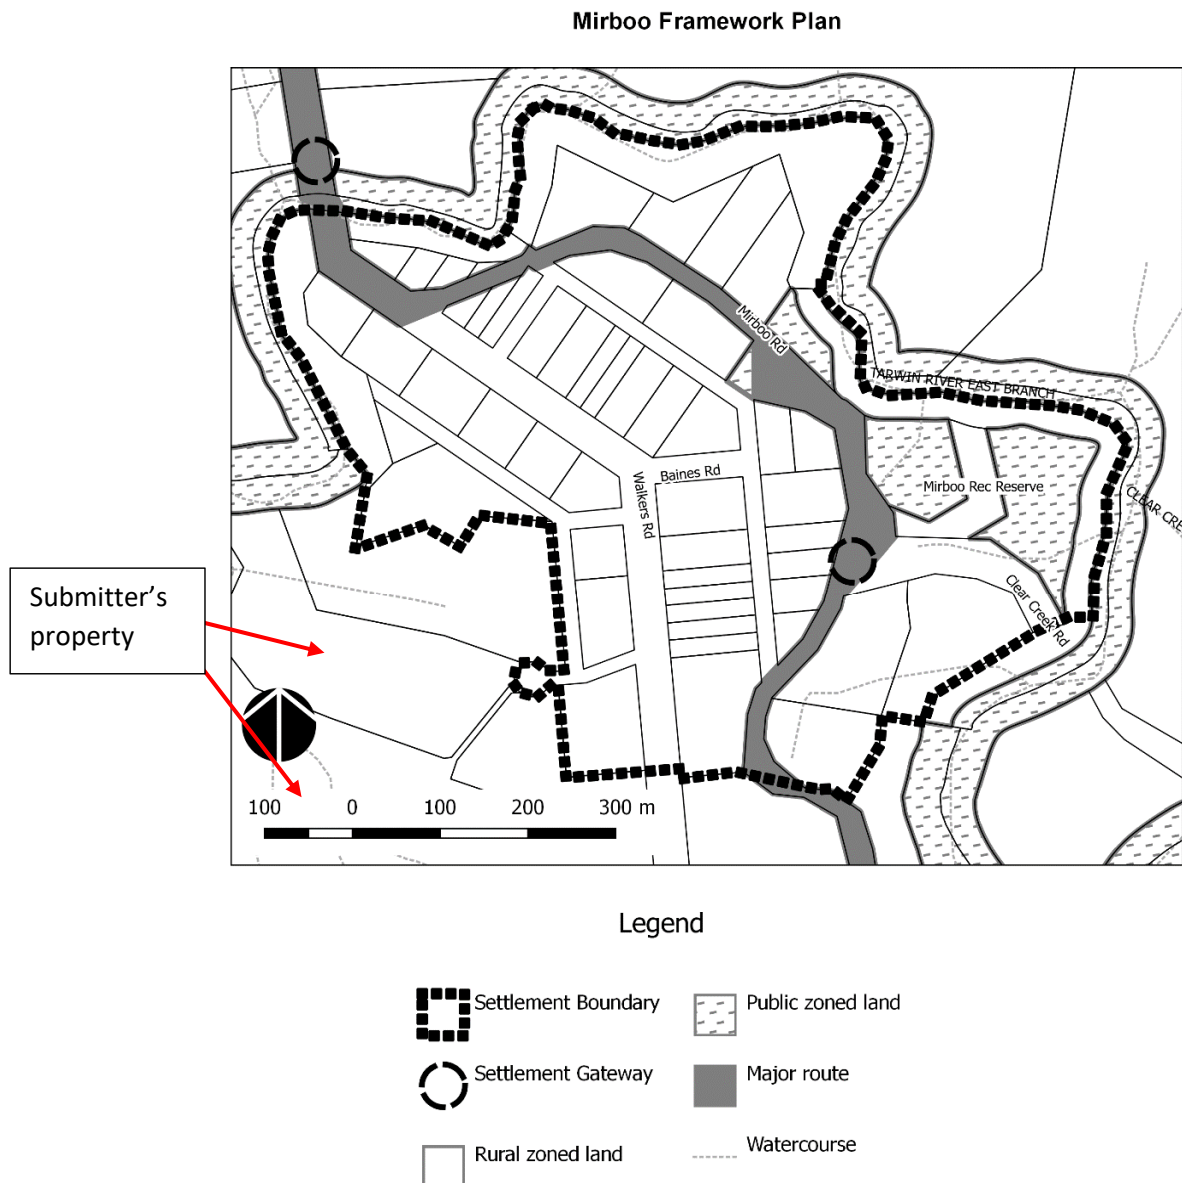 Mirboo Framework Plan
Mirboo Rd
TARWIN RIVER EAST BRANCH
Baines Rd
Walkers Rd
Mirboo Rec Reserve
CLEAR CRE
Clear Creek Rd
Submitter's
property
100 0 100 200 300 m
Legend
Settlement Boundary
Public zoned land
Settlement Gateway
Major route
Rural zoned land
Watercourse